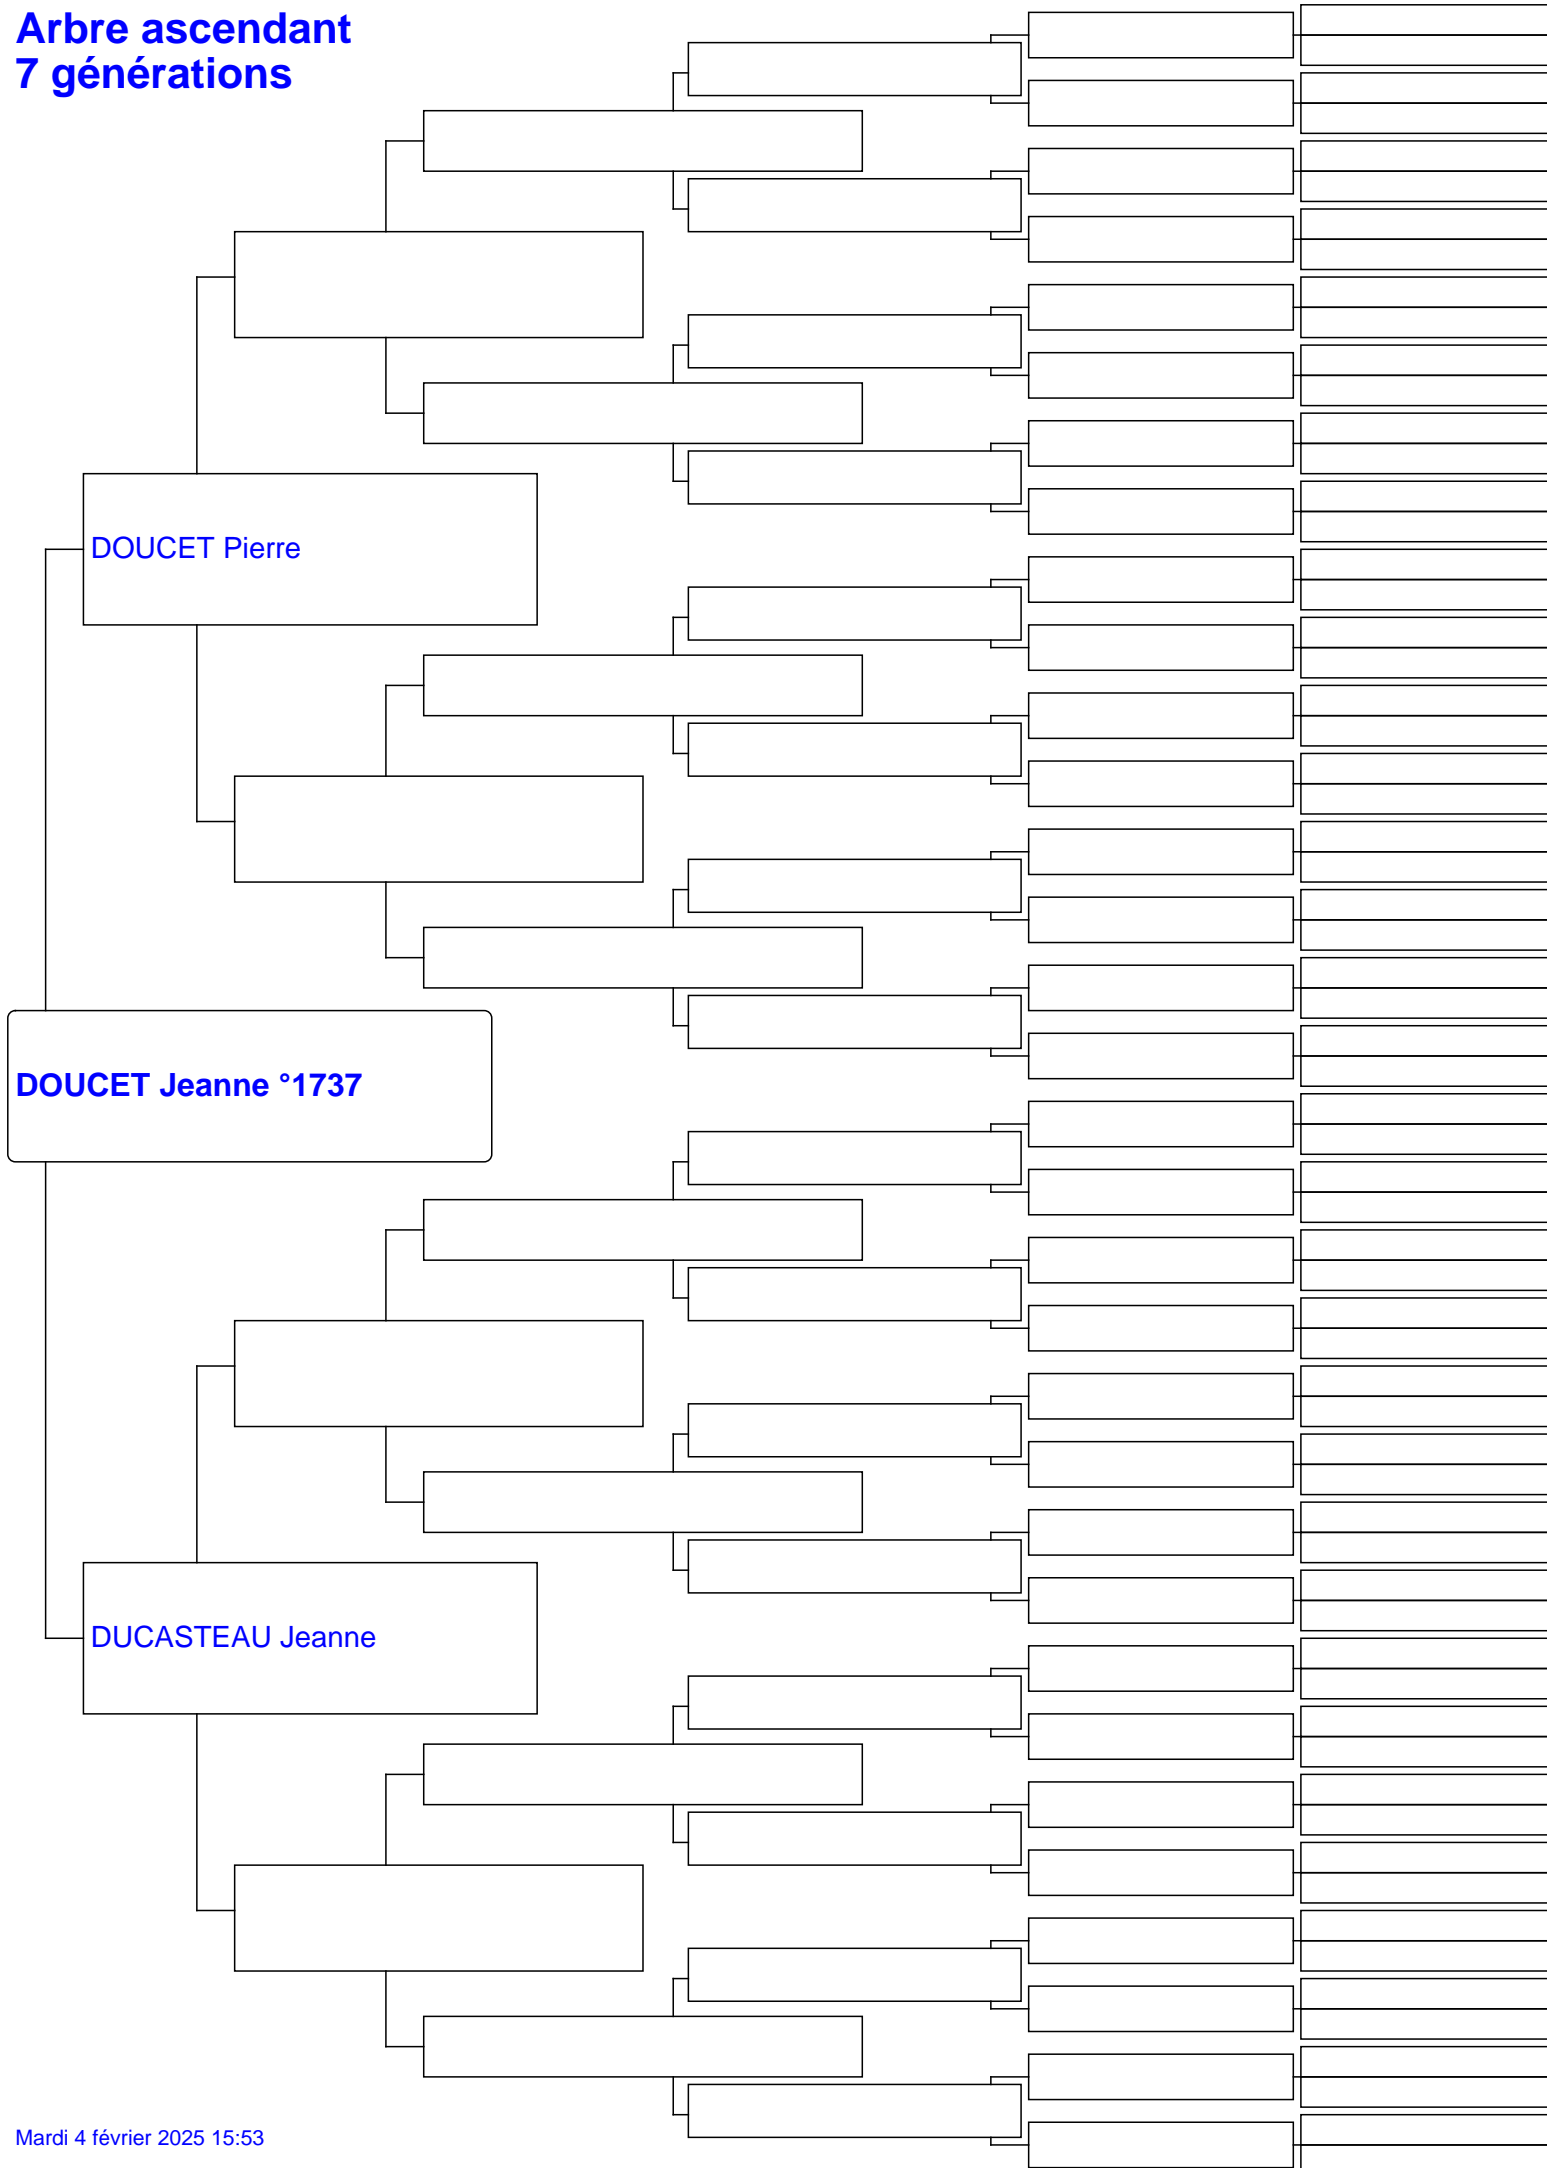 Arbre ascendant
7 générations
DOUCET Pierre
DOUCET Jeanne °1737
DUCASTEAU Jeanne
Mardi 4 février 2025 15:53